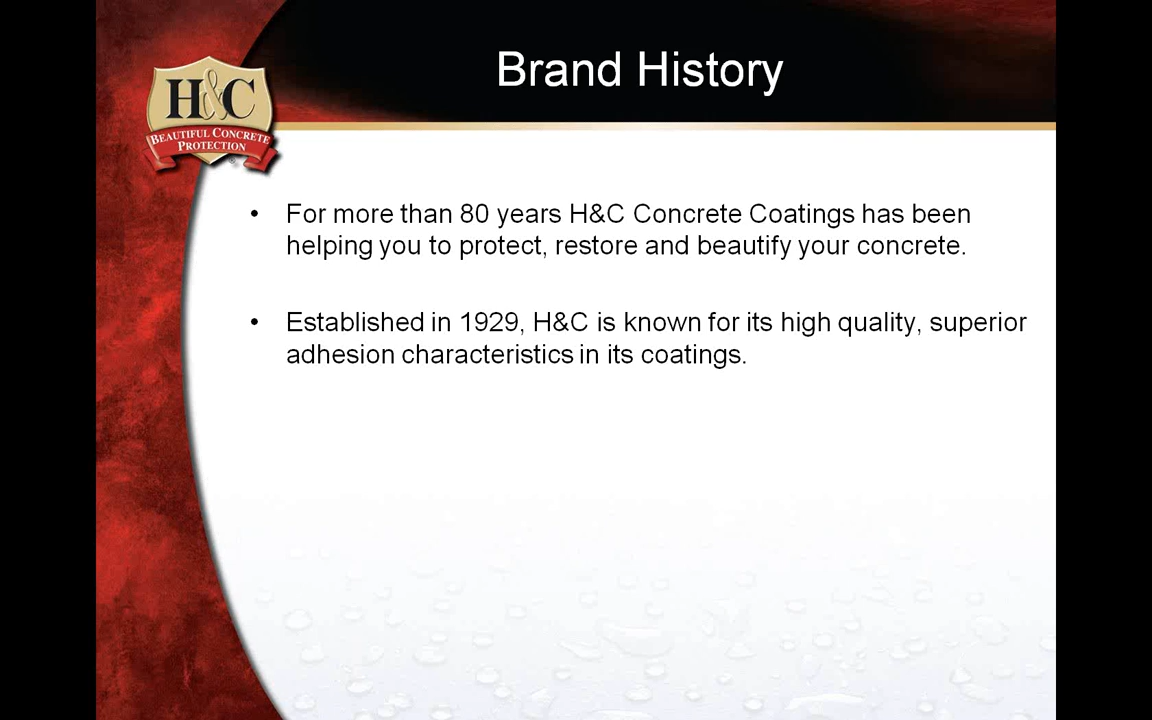 Brand History
H&C
BEAUTIFUL CONCRETE
PROTECTION
• For more than 80 years H&C Concrete Coatings has been
helping you to protect, restore and beautify your concrete.
• Established in 1929, H&C is known for its high quality, superior
adhesion characteristics in its coatings.